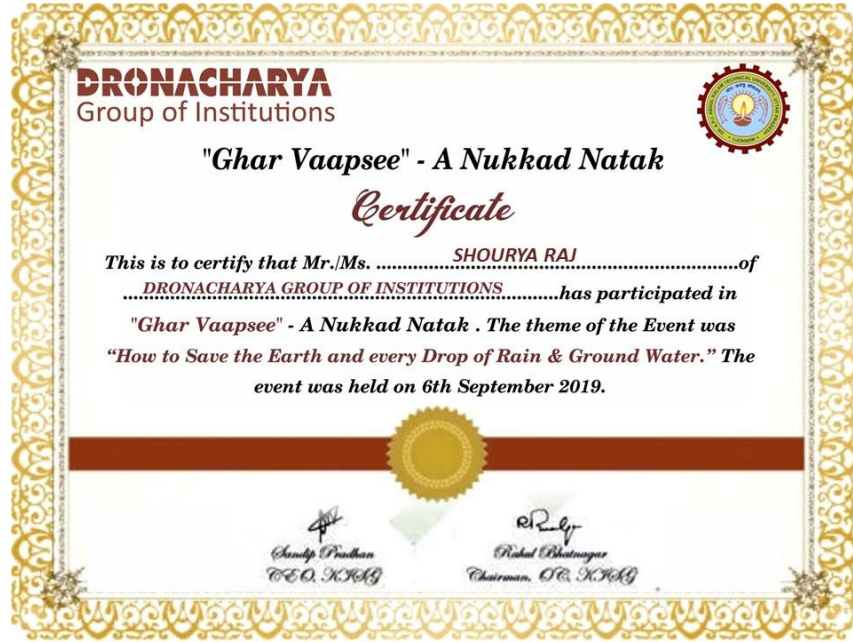 DRONACHARYA
Group of Institutions
"Ghar Vaapsee" - A Nukkad Natak
Certificate
This is to certify that Mr./Ms. ..........SHOURYA RAJ..........of
..........DRONACHARYA GROUP OF INSTITUTIONS..........has participated in
"Ghar Vaapsee" - A Nukkad Natak . The theme of the Event was
“How to Save the Earth and every Drop of Rain & Ground Water.” The
event was held on 6th September 2019.
Sandip Pradhan
CEO,
Rahul Bhatnagar
Chairman, OC,